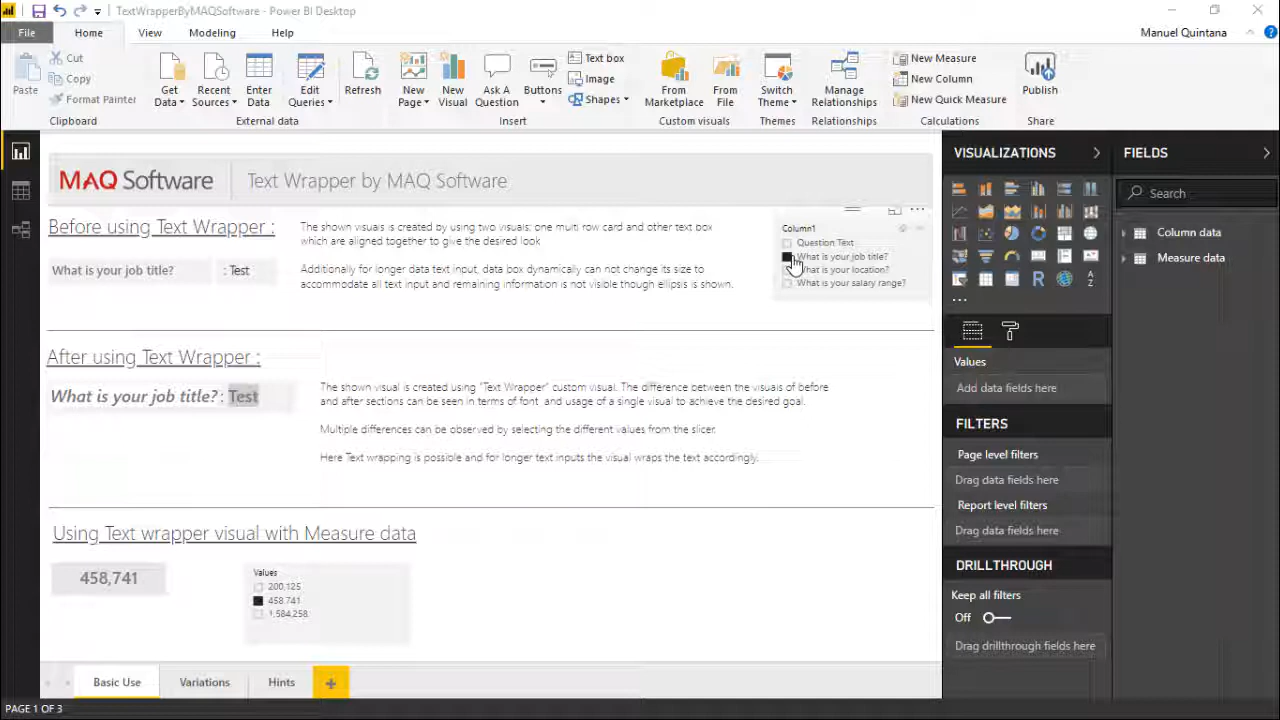 TextWrapperByMAQSoftware - Power BI Desktop
File Home View Modeling Help Manuel Quintana
Paste
Cut
Copy
Format Painter
Clipboard
Get Data
Recent Sources
Enter Data
Edit Queries
External data
Refresh
New Page
New Visual
Ask A Question
Buttons
Text box
Image
Shapes
Insert
From Marketplace
From File
Custom visuals
Switch Theme
Themes
Manage Relationships
Relationships
New Measure
New Column
New Quick Measure
Calculations
Publish
Share
MAQ Software
Text Wrapper by MAQ Software
Before using Text Wrapper :
What is your job title? : Test
The shown visuals is created by using two visuals; one multi row card and other text box
which are aligned together to give the desired look
Additionally for longer data text input, data box dynamically can not change its size to
accommodate all text input and remaining information is not visible though ellipsis is shown.
Column1
Question Text
What is your job title?
What is your location?
What is your salary range?
After using Text Wrapper :
What is your job title? : Test
The shown visual is created using "Text Wrapper" custom visual. The difference between the visuals of before
and after sections can be seen in terms of font and usage of a single visual to achieve the desired goal.
Multiple differences can be observed by selecting the different values from the slicer.
Here Text wrapping is possible and for longer text inputs the visual wraps the text accordingly.
Using Text wrapper visual with Measure data
458,741
Values
200,125
458,741
1,584,258
VISUALIZATIONS
R
Values
Add data fields here
FILTERS
Page level filters
Drag data fields here
Report level filters
Drag data fields here
DRILLTHROUGH
Keep all filters
Off
Drag drillthrough fields here
FIELDS
Search
Column data
Measure data
Basic Use Variations Hints +
PAGE 1 OF 3